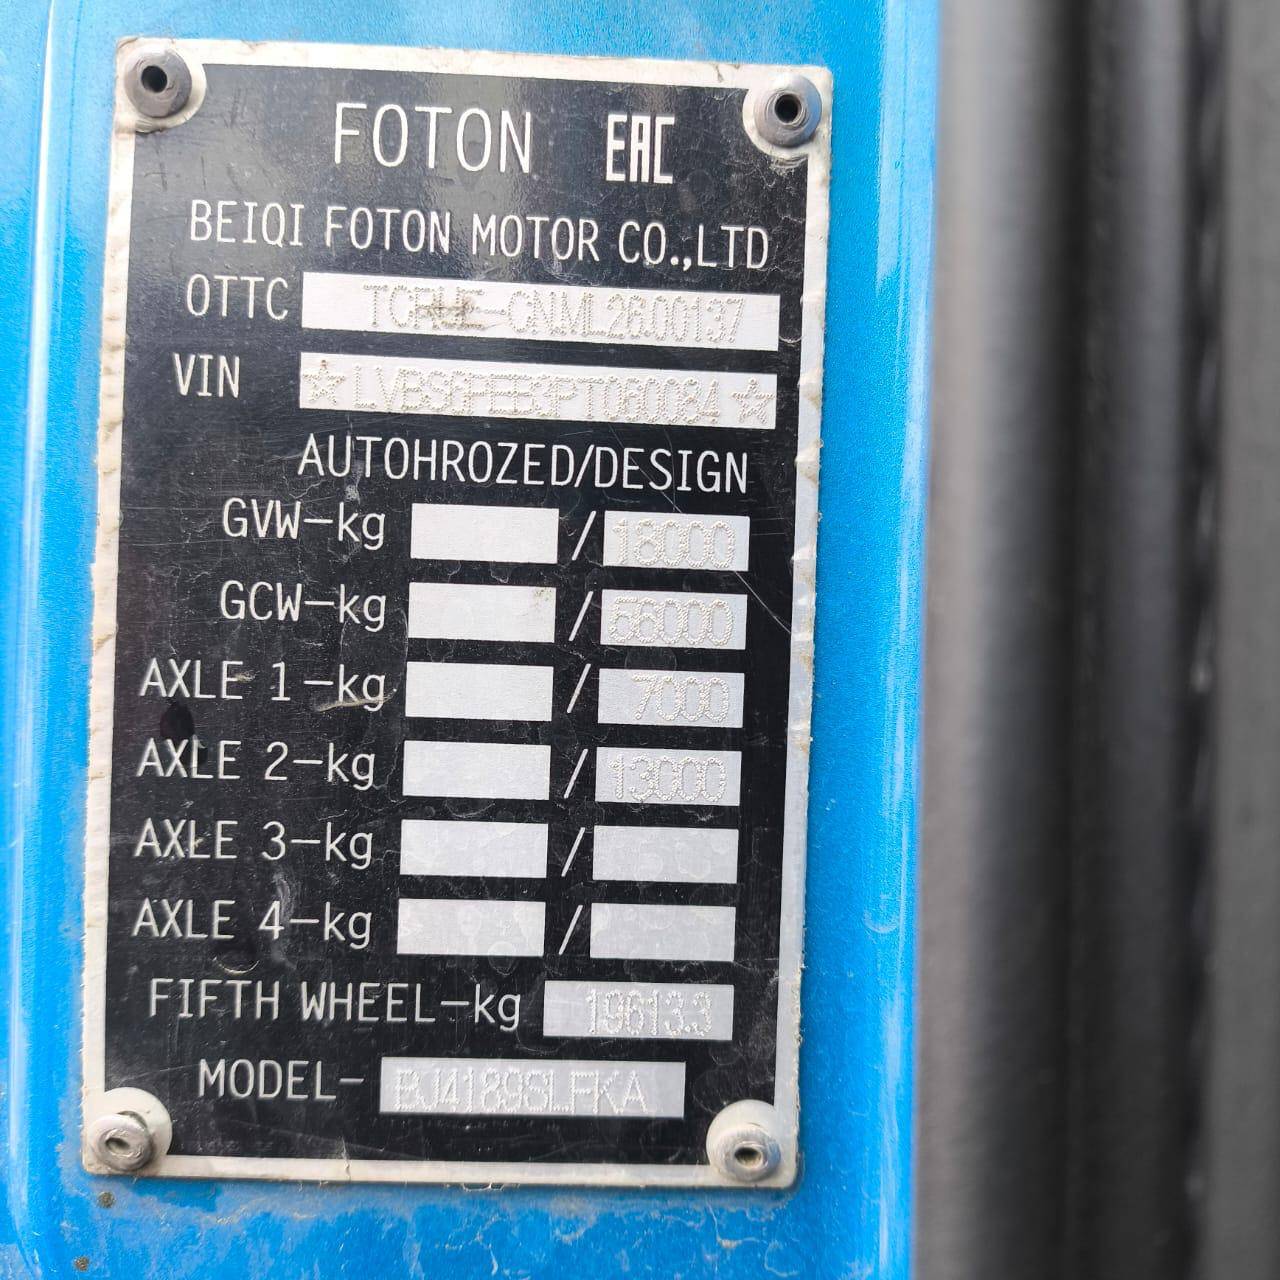 FOTON EAC
BEIQI FOTON MOTOR CO.,LTD
OTTC
VIN
AUTOHROZED/DESIGN
GVW-kg / 18000
GCW-kg / 56000
AXLE 1-kg / 7000
AXLE 2-kg / 13000
AXLE 3-kg /
AXLE 4-kg /
FIFTH WHEEL-kg 19613.3
MODEL- BJ4189SLFKA